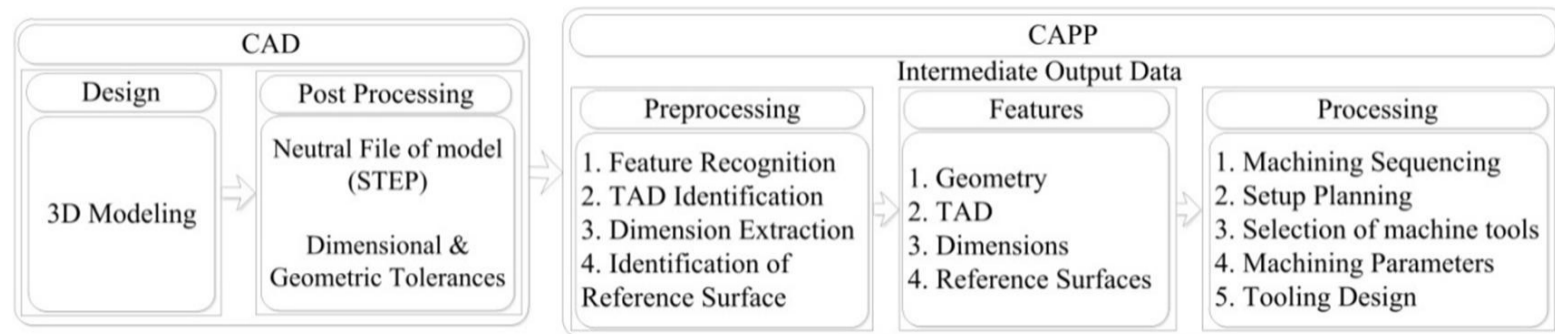 CAD
Design
3D Modeling
Post Processing
Neutral File of model
(STEP)
Dimensional &
Geometric Tolerances
CAPP
Intermediate Output Data
Preprocessing
1. Feature Recognition
2. TAD Identification
3. Dimension Extraction
4. Identification of
Reference Surface
Features
1. Geometry
2. TAD
3. Dimensions
4. Reference Surfaces
Processing
1. Machining Sequencing
2. Setup Planning
3. Selection of machine tools
4. Machining Parameters
5. Tooling Design